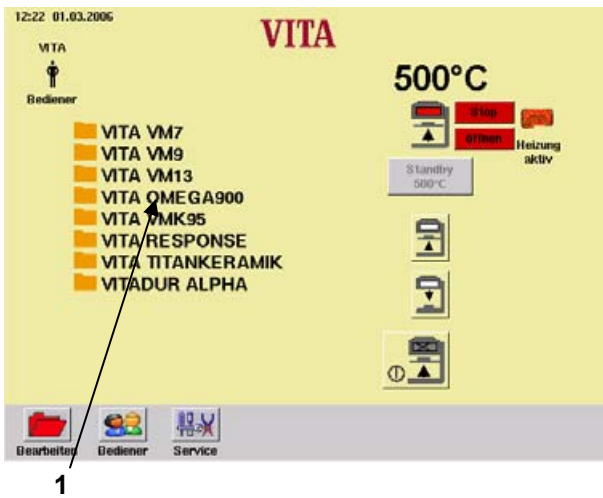 12:22 01.03.2006
VITA
VITA
Bediener
500°C
Stop
öffnen
Heizung
aktiv
Standby
500°C
VITA VM7
VITA VM9
VITA VM13
VITA OMEGA900
VITA VMK95
VITA RESPONSE
VITA TITANKERAMIK
VITADUR ALPHA
Bearbeiten
Bediener
Service
1